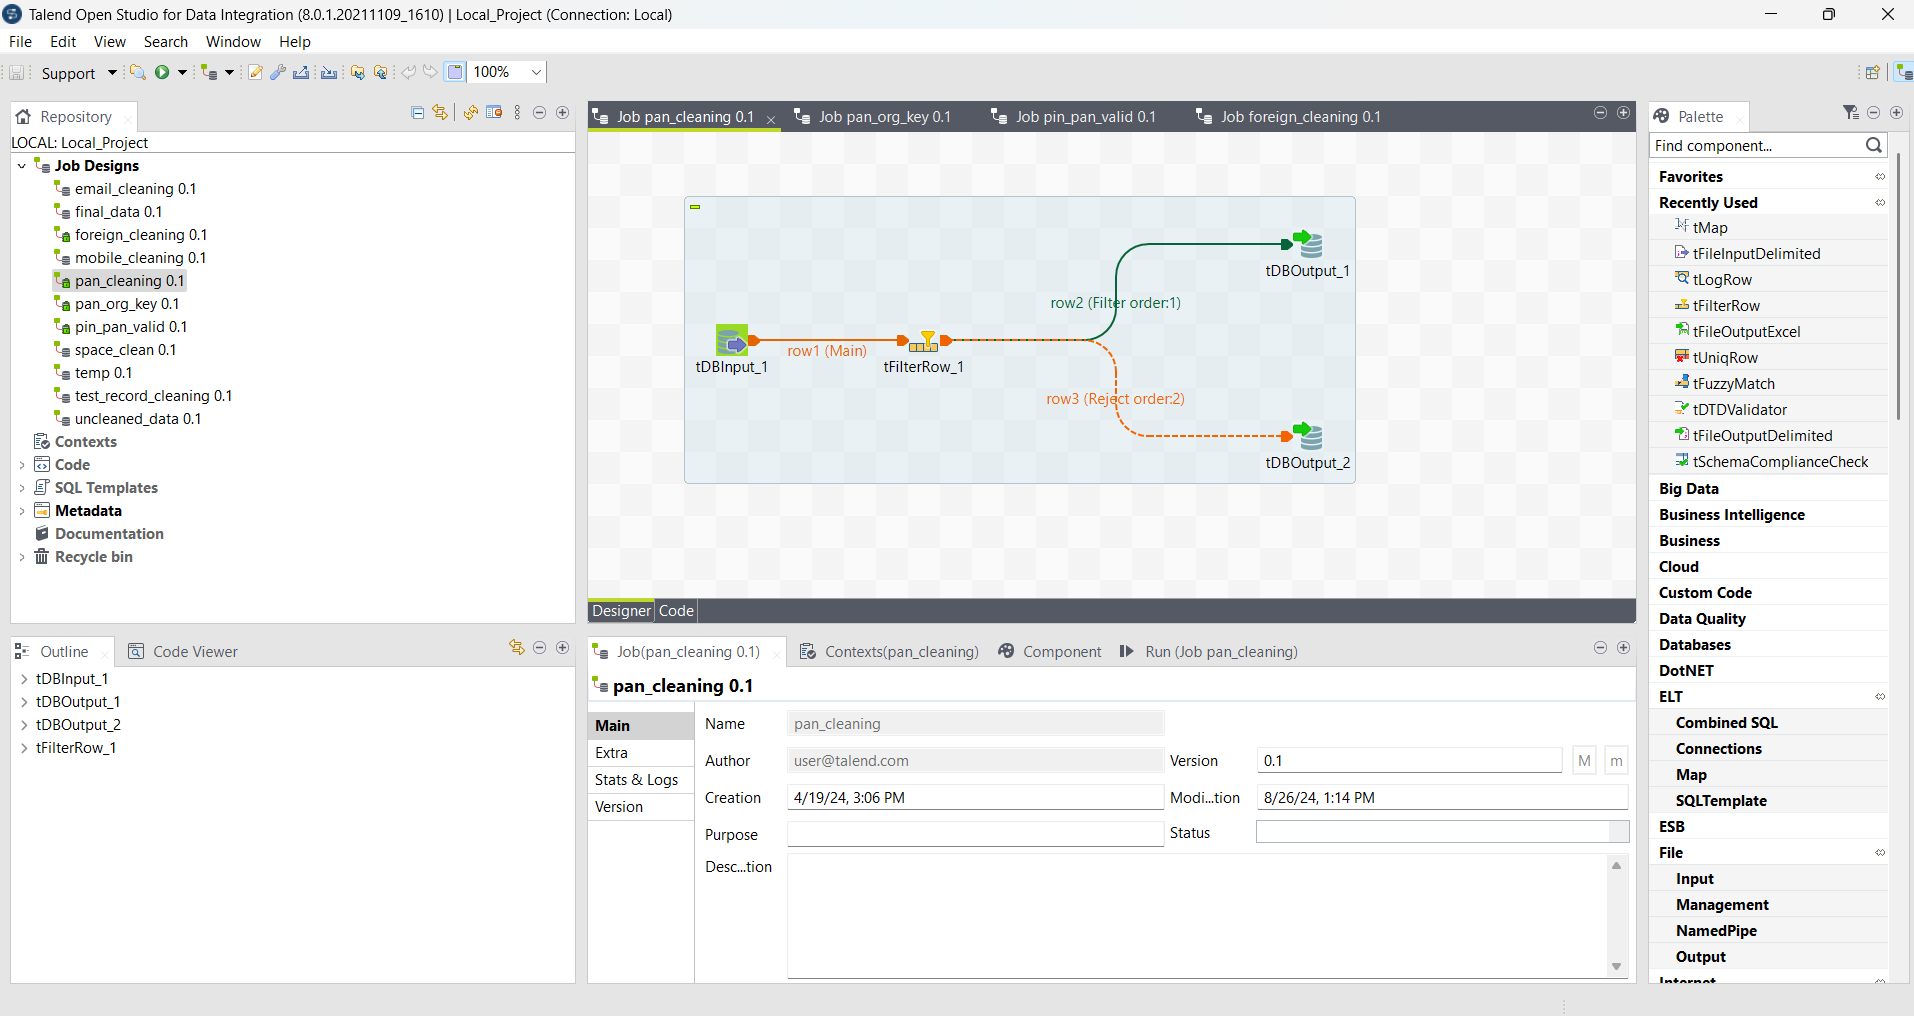 Talend Open Studio for Data Integration (8.0.1.20211109_1610) | Local_Project (Connection: Local)
File Edit View Search Window Help
Support 100%
Repository
LOCAL: Local_Project
Job Designs
email_cleaning 0.1
final_data 0.1
foreign_cleaning 0.1
mobile_cleaning 0.1
pan_cleaning 0.1
pan_org_key 0.1
pin_pan_valid 0.1
space_clean 0.1
temp 0.1
test_record_cleaning 0.1
uncleaned_data 0.1
Contexts
Code
SQL Templates
Metadata
Documentation
Recycle bin
Outline Code Viewer
tDBInput_1
tDBOutput_1
tDBOutput_2
tFilterRow_1
Job pan_cleaning 0.1 Job pan_org_key 0.1 Job pin_pan_valid 0.1 Job foreign_cleaning 0.1
tDBOutput_1
row2 (Filter order:1)
row1 (Main)
tDBInput_1 tFilterRow_1
row3 (Reject order:2)
tDBOutput_2
Designer Code
Job(pan_cleaning 0.1) Contexts(pan_cleaning) Component Run (Job pan_cleaning)
pan_cleaning 0.1
Main
Extra
Stats & Logs
Version
Name pan_cleaning
Author user@talend.com Version 0.1 M m
Creation 4/19/24, 3:06 PM Modi...tion 8/26/24, 1:14 PM
Purpose Status
Desc...tion
Palette
Find component...
Favorites
Recently Used
tMap
tFileInputDelimited
tLogRow
tFilterRow
tFileOutputExcel
tUniqRow
tFuzzyMatch
tDTDValidator
tFileOutputDelimited
tSchemaComplianceCheck
Big Data
Business Intelligence
Business
Cloud
Custom Code
Data Quality
Databases
DotNET
ELT
Combined SQL
Connections
Map
SQLTemplate
ESB
File
Input
Management
NamedPipe
Output
Internet